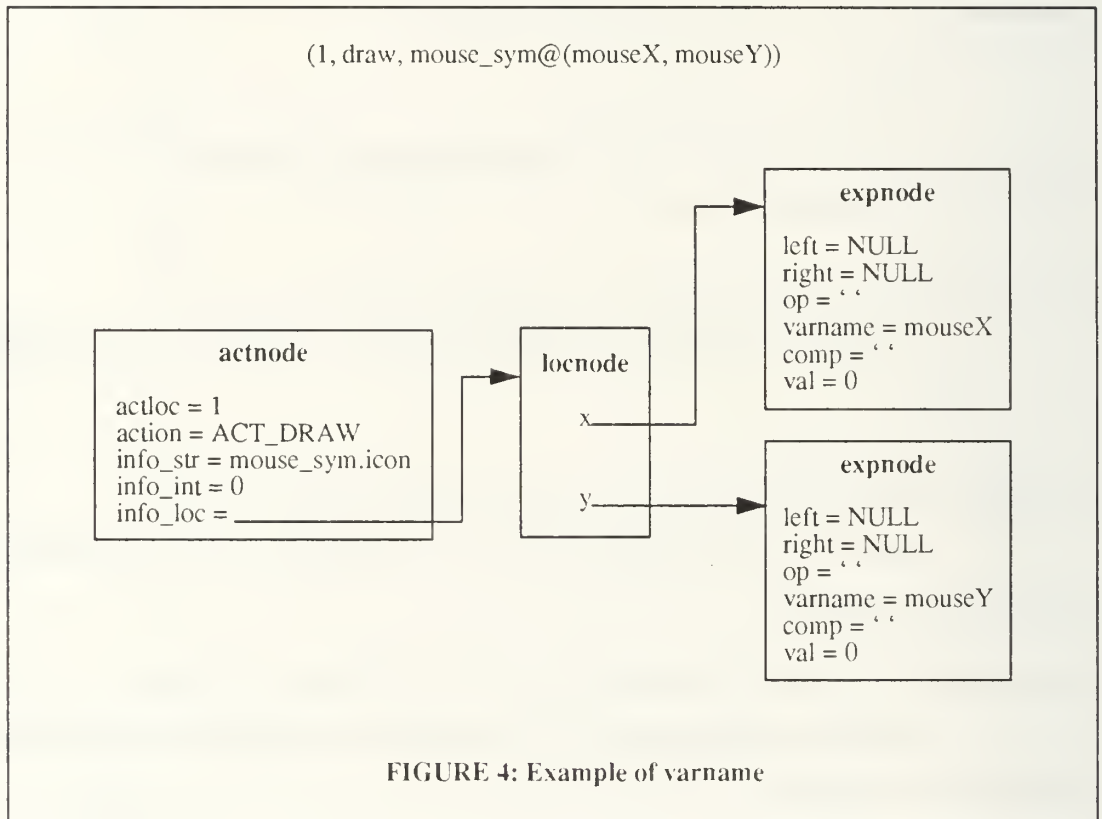 (1, draw, mouse_sym@(mouseX, mouseY))
actnode
actloc = 1
action = ACT_DRAW
info_str = mouse_sym.icon
info_int = 0
info_loc =
locnode
x
y
expnode
left = NULL
right = NULL
op = ‘ ‘
varname = mouseX
comp = ‘ ‘
val = 0
expnode
left = NULL
right = NULL
op = ‘ ‘
varname = mouseY
comp = ‘ ‘
val = 0
FIGURE 4: Example of varname